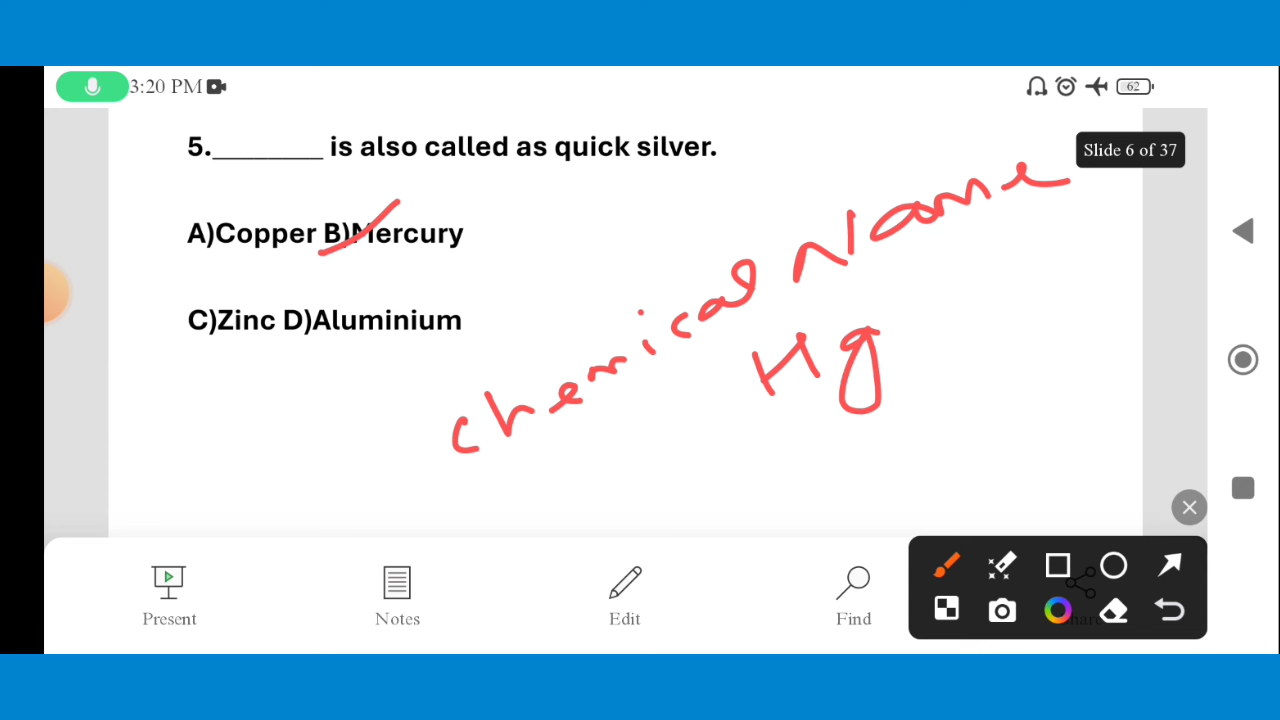 3:20 PM
62
5.________ is also called as quick silver.
Slide 6 of 37
A)Copper B)Mercury
C)Zinc D)Aluminium
chemical Name
Hg
Present
Notes
Edit
Find